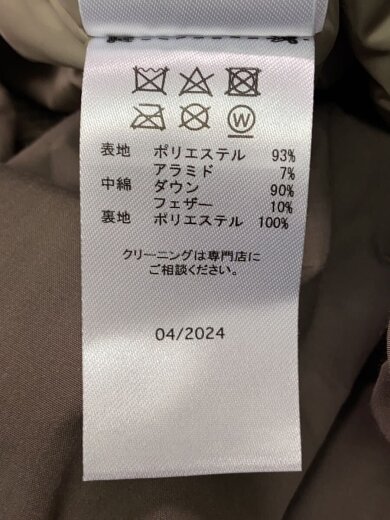 W
表地 ポリエステル 93%
アラミド 7%
中綿 ダウン 90%
フェザー 10%
裏地 ポリエステル 100%
クリーニングは専門店に
ご相談ください。
04/2024